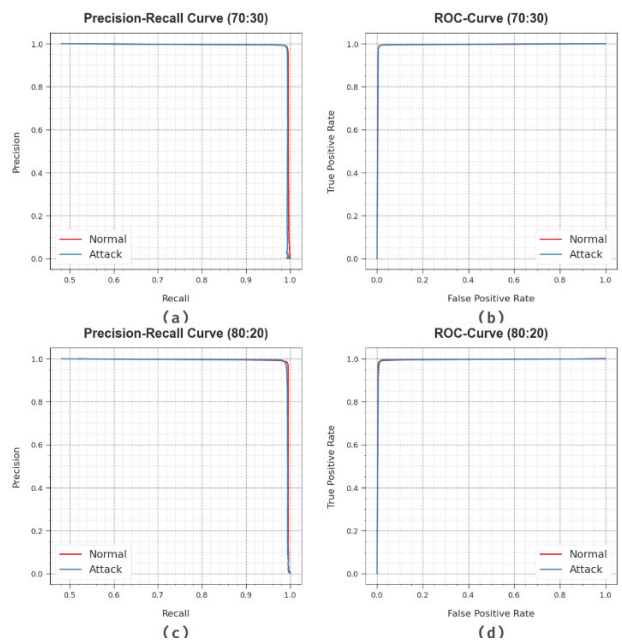 Precision-Recall Curve (70:30)
1.0
0.8
0.6
0.4
0.2
0.0
Precision
Normal
Attack
0.5 0.6 0.7 0.8 0.9 1.0
Recall
(a)
ROC-Curve (70:30)
1.0
0.8
0.6
0.4
0.2
0.0
True Positive Rate
Normal
Attack
0.0 0.2 0.4 0.6 0.8 1.0
False Positive Rate
(b)
Precision-Recall Curve (80:20)
1.0
0.8
0.6
0.4
0.2
0.0
Precision
Normal
Attack
0.5 0.6 0.7 0.8 0.9 1.0
Recall
(c)
ROC-Curve (80:20)
1.0
0.8
0.6
0.4
0.2
0.0
True Positive Rate
Normal
Attack
0.0 0.2 0.4 0.6 0.8 1.0
False Positive Rate
(d)